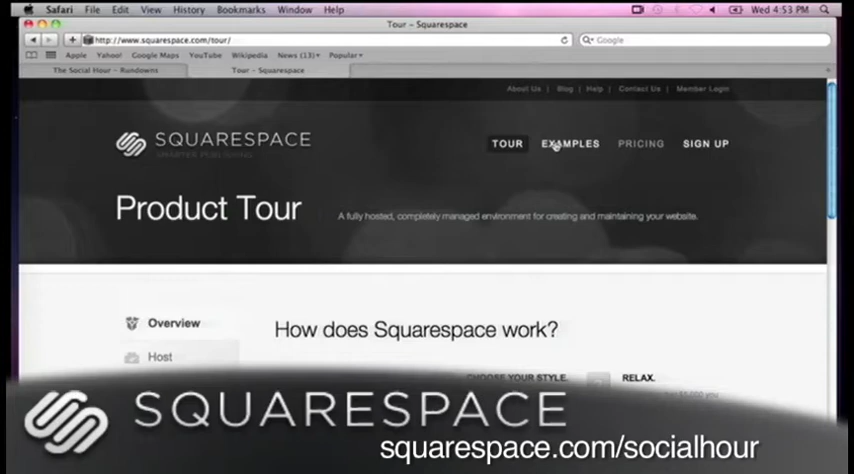 Safari File Edit View History Bookmarks Window Help Wed 4:53 PM
Tour – Squarespace
http://www.squarespace.com/tour/ Google
Apple Yahoo! Google Maps YouTube Wikipedia News (13) Popular
The Social Hour – Rundowns Tour – Squarespace
About Us | Blog | Help | Contact Us | Member Login
SQUARESPACE
SMARTER PUBLISHING
TOUR EXAMPLES PRICING SIGN UP
Product Tour
A fully hosted, completely managed environment for creating and maintaining your website.
Overview
How does Squarespace work?
Host
CHOOSE YOUR STYLE. RELAX.
SQUARESPACE
squarespace.com/socialhour